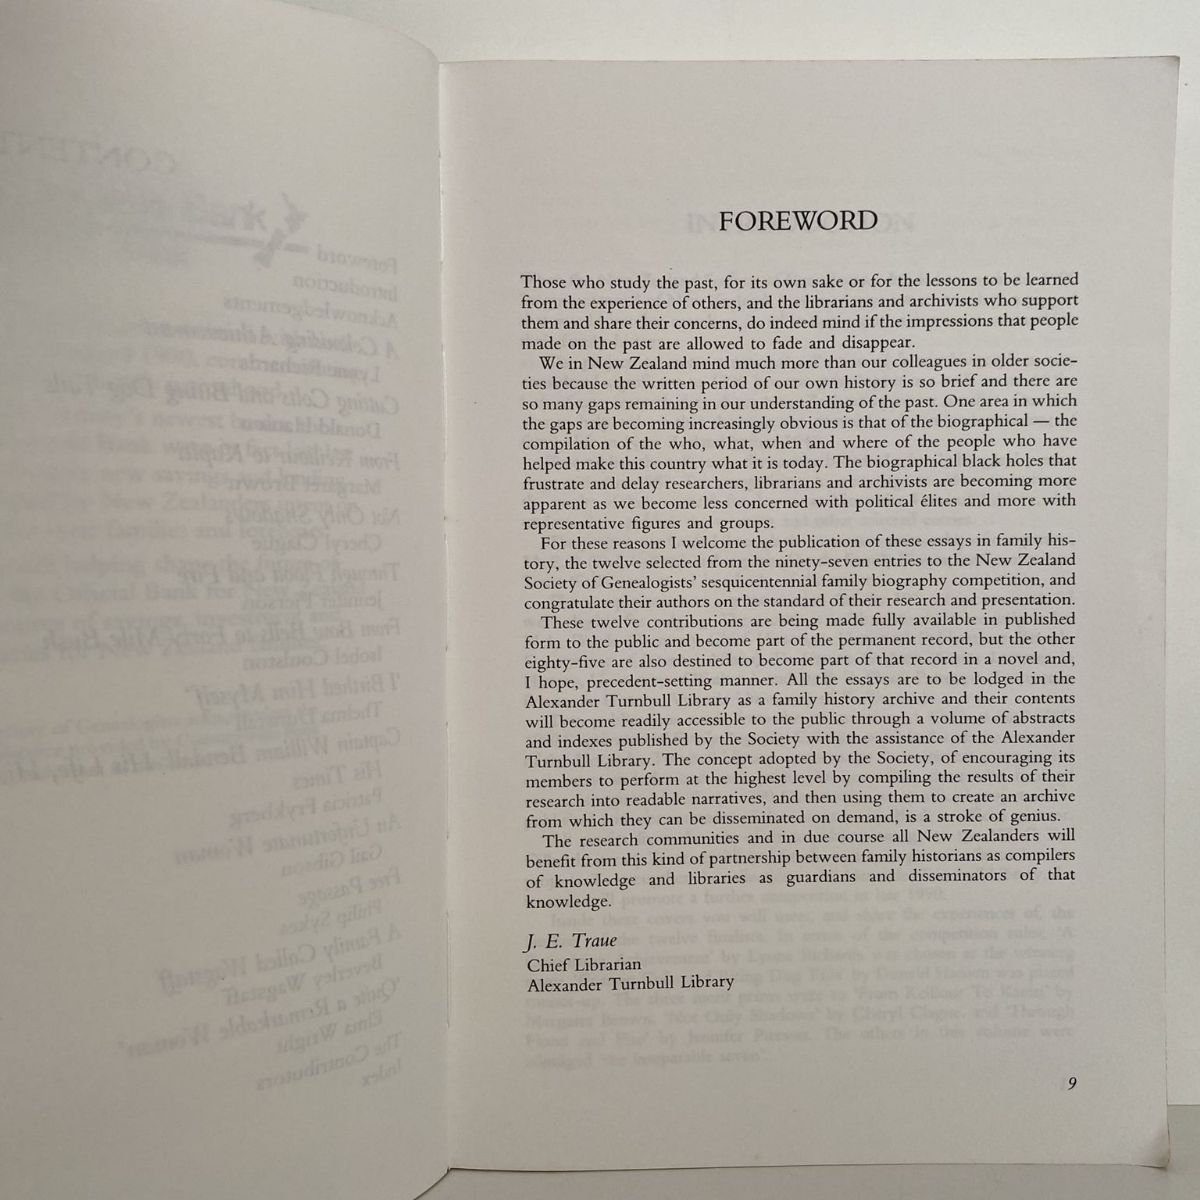 FOREWORD
Those who study the past, for its own sake or for the lessons to be learned
from the experience of others, and the librarians and archivists who support
them and share their concerns, do indeed mind if the impressions that people
made on the past are allowed to fade and disappear.
We in New Zealand mind much more than our colleagues in older socie-
ties because the written period of our own history is so brief and there are
so many gaps remaining in our understanding of the past. One area in which
the gaps are becoming increasingly obvious is that of the biographical — the
compilation of the who, what, when and where of the people who have
helped make this country what it is today. The biographical black holes that
frustrate and delay researchers, librarians and archivists are becoming more
apparent as we become less concerned with political élites and more with
representative figures and groups.
For these reasons I welcome the publication of these essays in family his-
tory, the twelve selected from the ninety-seven entries to the New Zealand
Society of Genealogists' sesquicentennial family biography competition, and
congratulate their authors on the standard of their research and presentation.
These twelve contributions are being made fully available in published
form to the public and become part of the permanent record, but the other
eighty-five are also destined to become part of that record in a novel and,
I hope, precedent-setting manner. All the essays are to be lodged in the
Alexander Turnbull Library as a family history archive and their contents
will become readily accessible to the public through a volume of abstracts
and indexes published by the Society with the assistance of the Alexander
Turnbull Library. The concept adopted by the Society, of encouraging its
members to perform at the highest level by compiling the results of their
research into readable narratives, and then using them to create an archive
from which they can be disseminated on demand, is a stroke of genius.
The research communities and in due course all New Zealanders will
benefit from this kind of partnership between family historians as compilers
of knowledge and libraries as guardians and disseminators of that
knowledge.
J. E. Traue
Chief Librarian
Alexander Turnbull Library
9